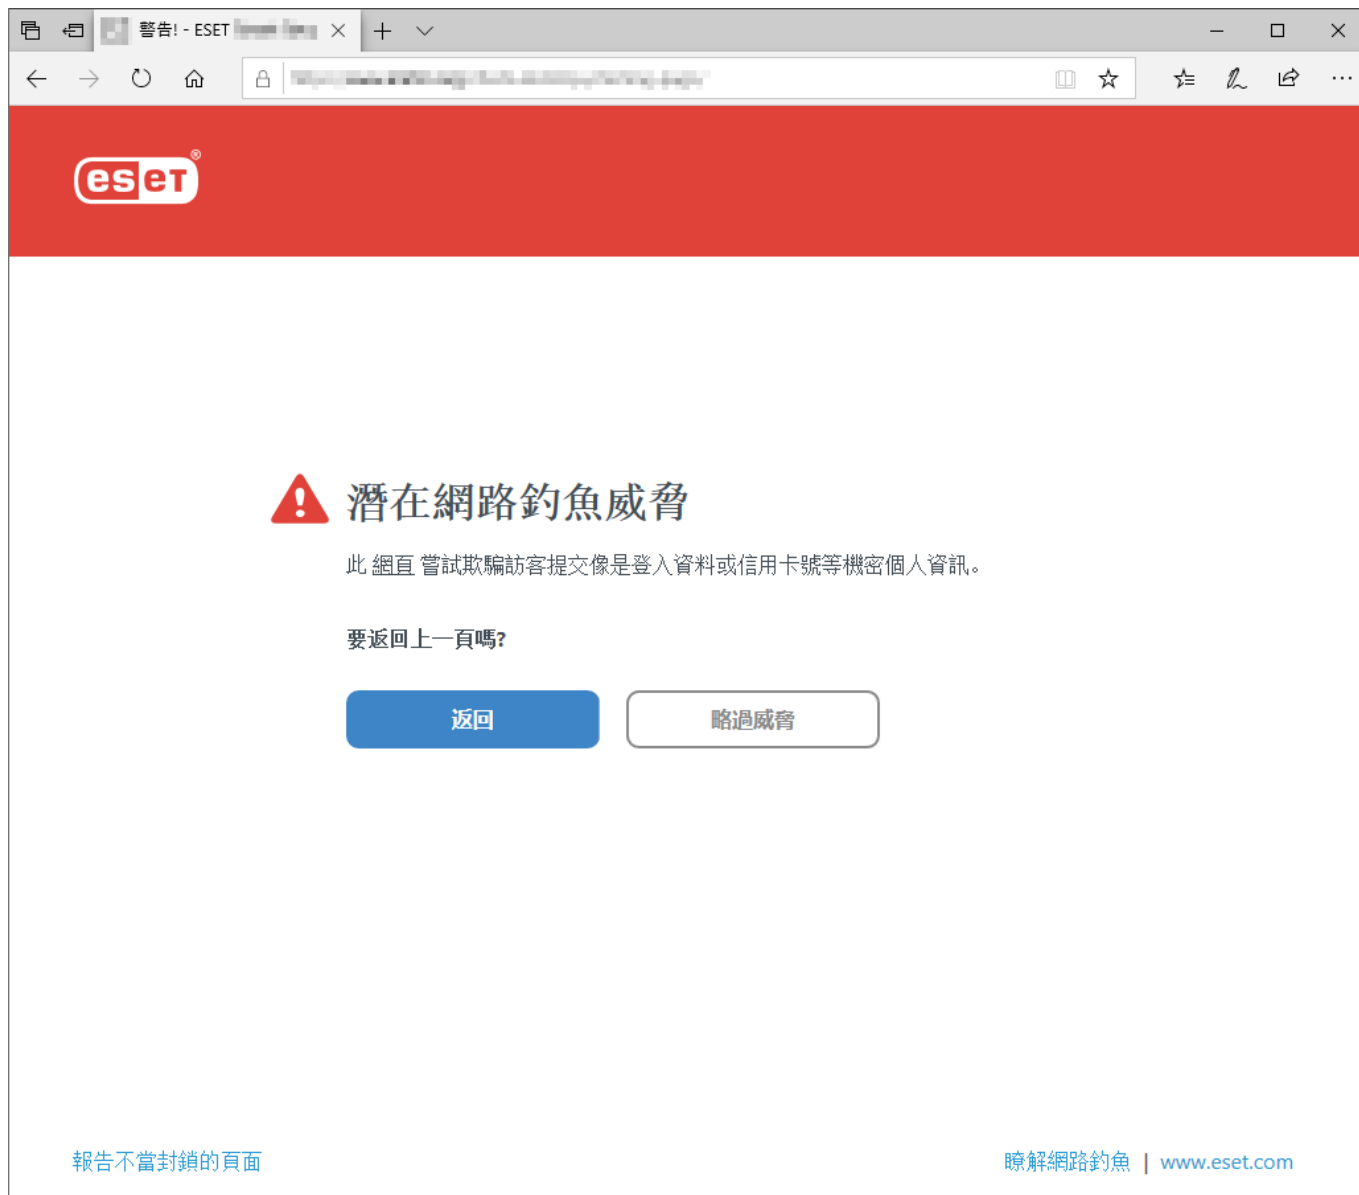 警告! - ESET
eset®
潛在網路釣魚威脅
此 網頁 嘗試欺騙訪客提交像是登入資料或信用卡號等機密個人資訊。
要返回上一頁嗎?
返回
略過威脅
報告不當封鎖的頁面
瞭解網路釣魚 | www.eset.com